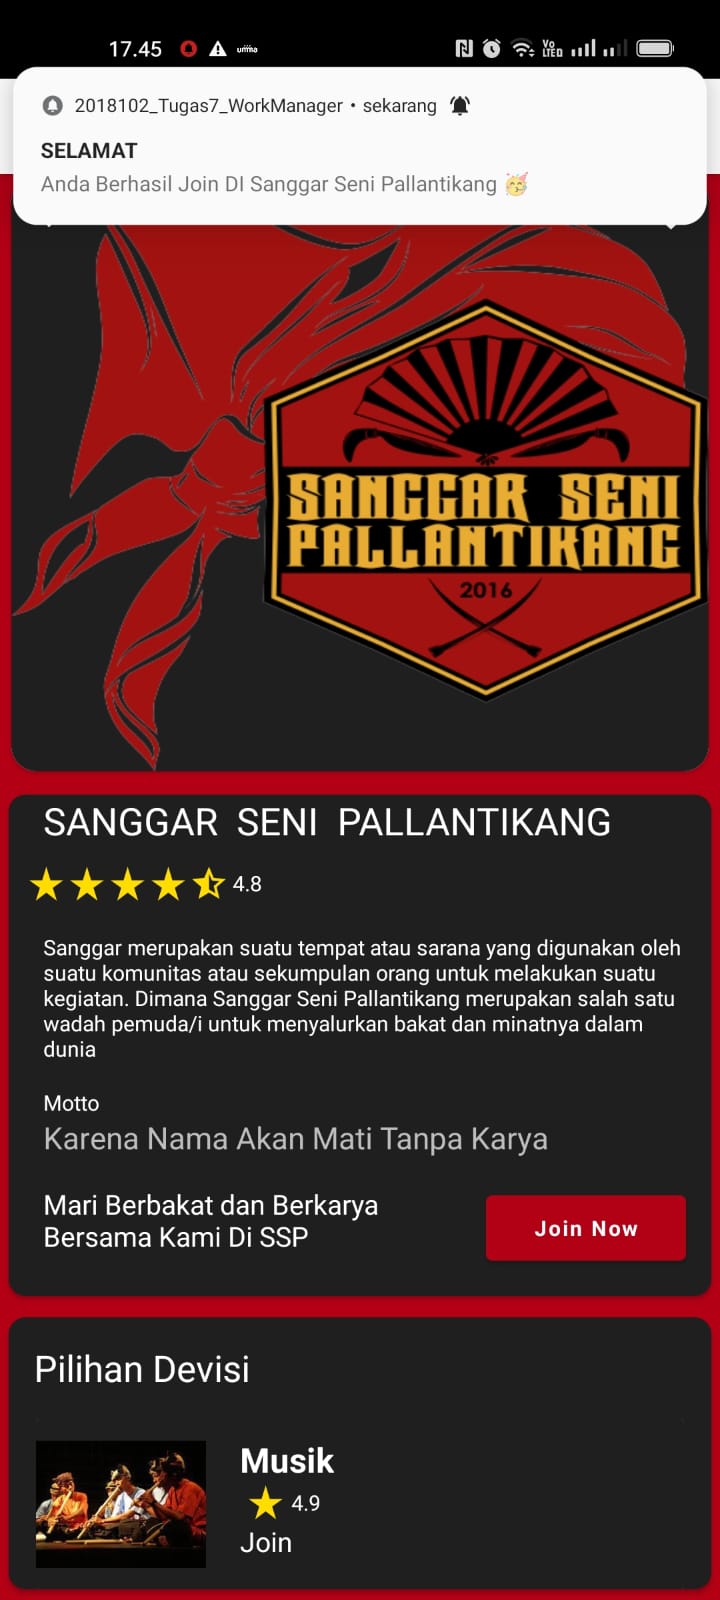 17.45
umma
Vo
LTED
2018102_Tugas7_WorkManager • sekarang
SELAMAT
Anda Berhasil Join DI Sanggar Seni Pallantikang 🥳
SANGGAR SENI
PALLANTIKANG
2016
SANGGAR SENI PALLANTIKANG
4.8
Sanggar merupakan suatu tempat atau sarana yang digunakan oleh
suatu komunitas atau sekumpulan orang untuk melakukan suatu
kegiatan. Dimana Sanggar Seni Pallantikang merupakan salah satu
wadah pemuda/i untuk menyalurkan bakat dan minatnya dalam
dunia
Motto
Karena Nama Akan Mati Tanpa Karya
Mari Berbakat dan Berkarya
Bersama Kami Di SSP
Join Now
Pilihan Devisi
Musik
4.9
Join